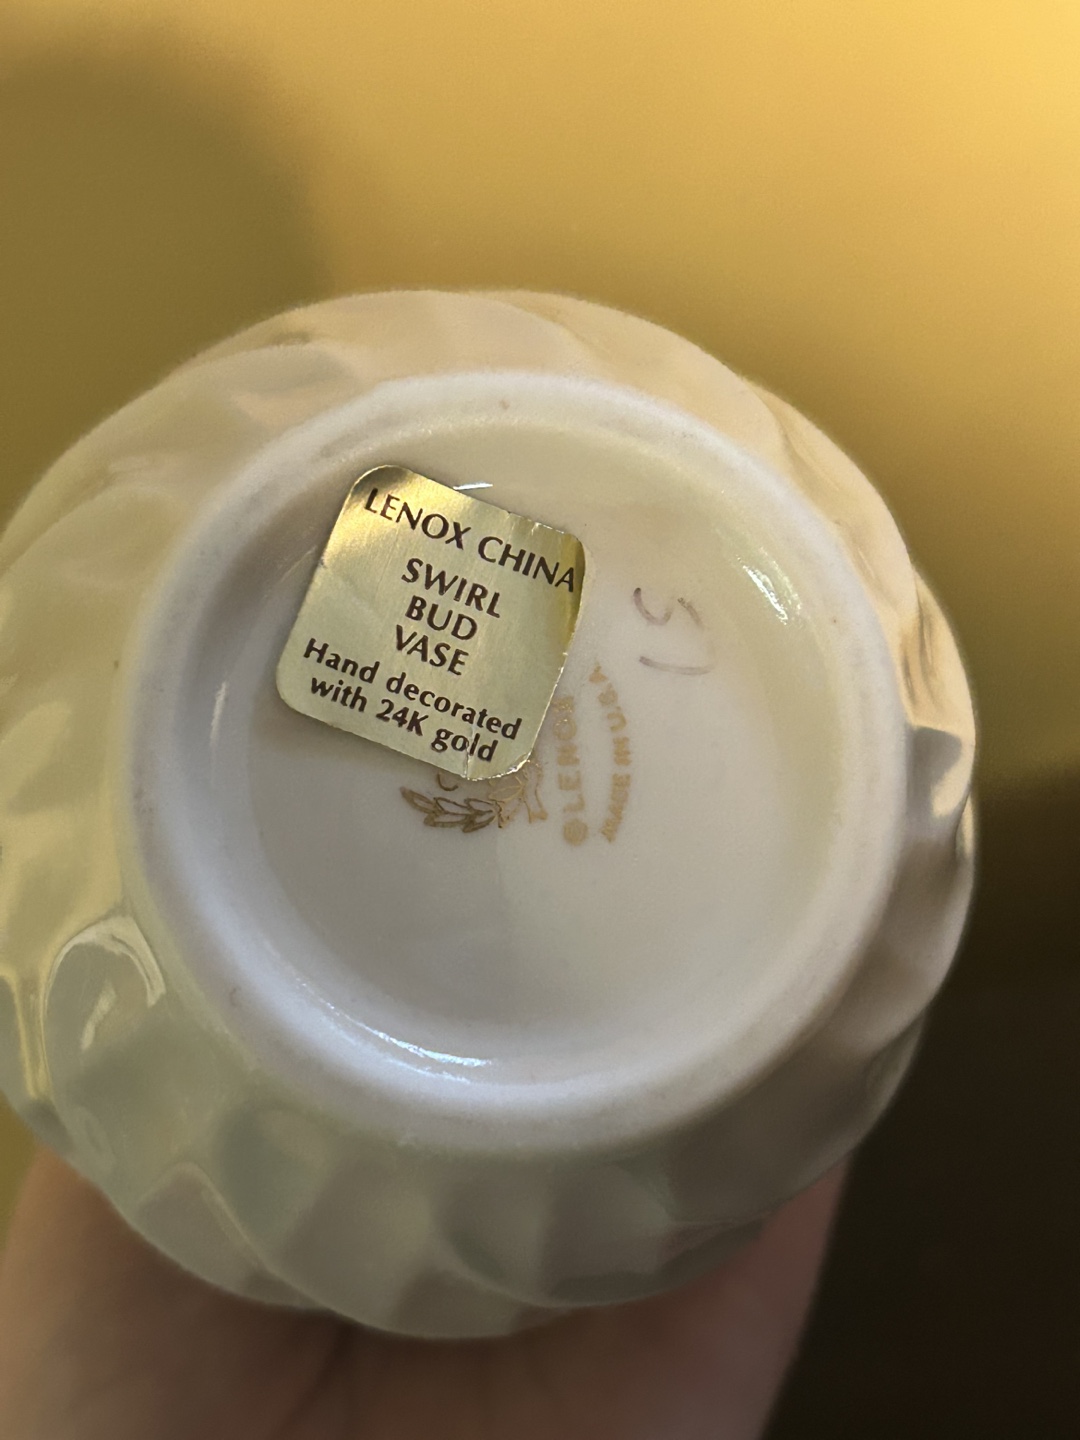 LENOX CHINA
SWIRL
BUD
VASE
Hand decorated
with 24K gold
LENOX
MADE IN U.S.A